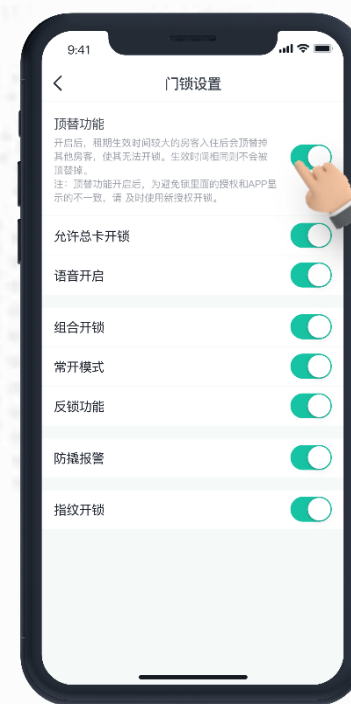 9:41
门锁设置
顶替功能
开启后，租期生效时间较大的房客入住后会顶替掉
其他房客，使其无法开锁。生效时间相同则不会被
顶替掉。
注：顶替功能开启后，为避免锁里面的授权和APP显
示的不一致，请 及时使用新授权开锁。
允许总卡开锁
语音开启
组合开锁
常开模式
反锁功能
防撬报警
指纹开锁